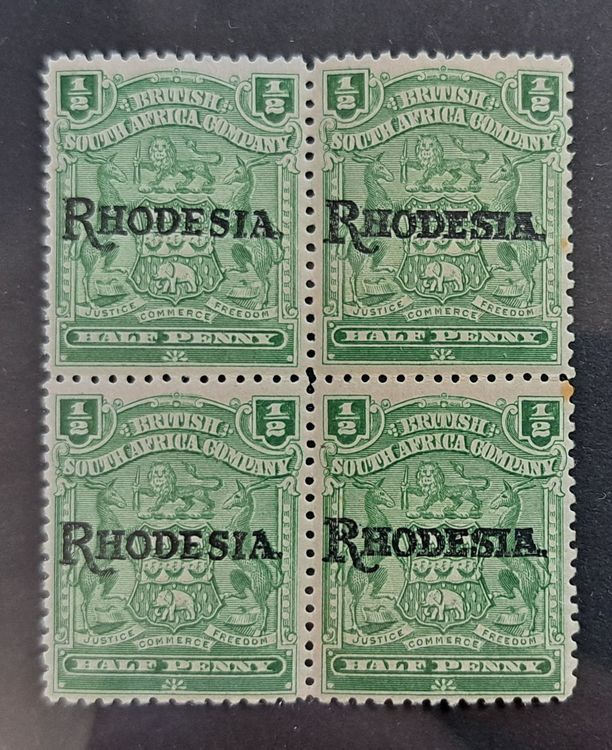 1/2 BRITISH 1/2
SOUTH AFRICA COMPANY
RHODESIA.
JUSTICE COMMERCE FREEDOM
HALF PENNY
1/2 BRITISH 1/2
SOUTH AFRICA COMPANY
RHODESIA.
JUSTICE COMMERCE FREEDOM
HALF PENNY
1/2 BRITISH 1/2
SOUTH AFRICA COMPANY
RHODESIA.
JUSTICE COMMERCE FREEDOM
HALF PENNY
1/2 BRITISH 1/2
SOUTH AFRICA COMPANY
RHODESIA.
JUSTICE COMMERCE FREEDOM
HALF PENNY